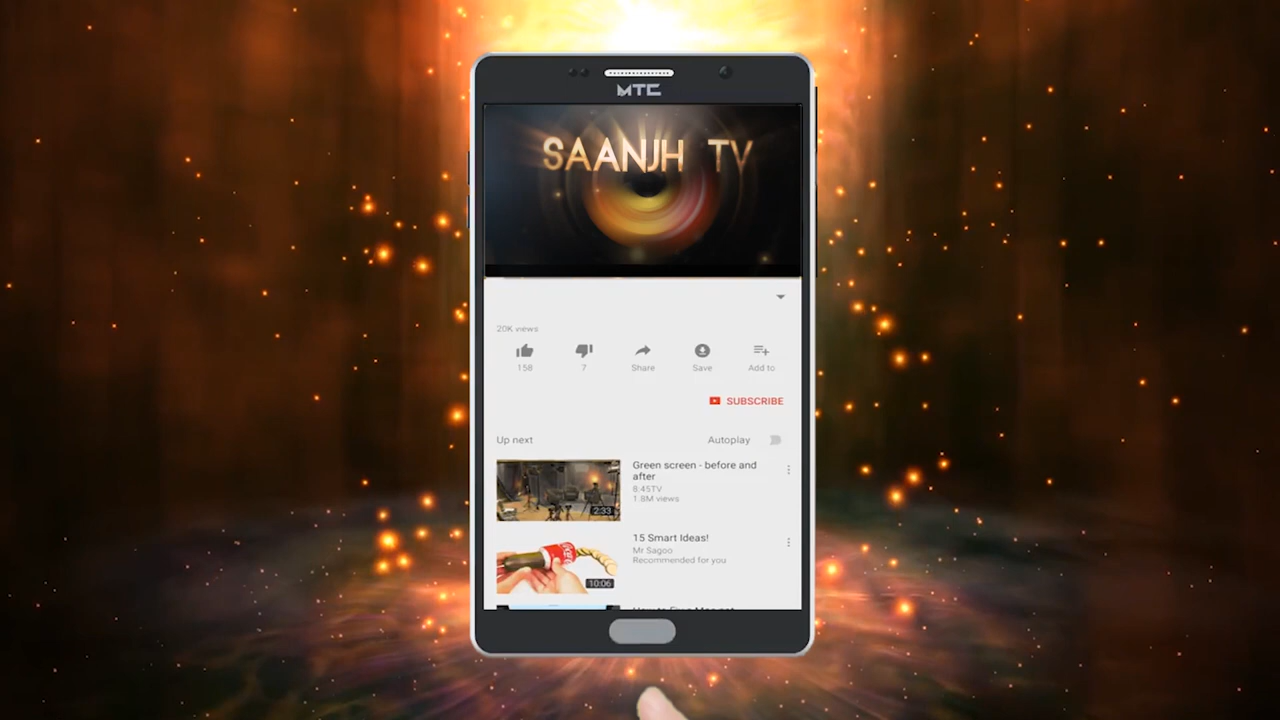 MTC
SAANJH TV
20K views
158
7
Share
Save
Add to
SUBSCRIBE
Up next
Autoplay
Green screen - before and
after
8:45TV
1.8M views
2:33
15 Smart Ideas!
Mr Sagoo
Recommended for you
10:06